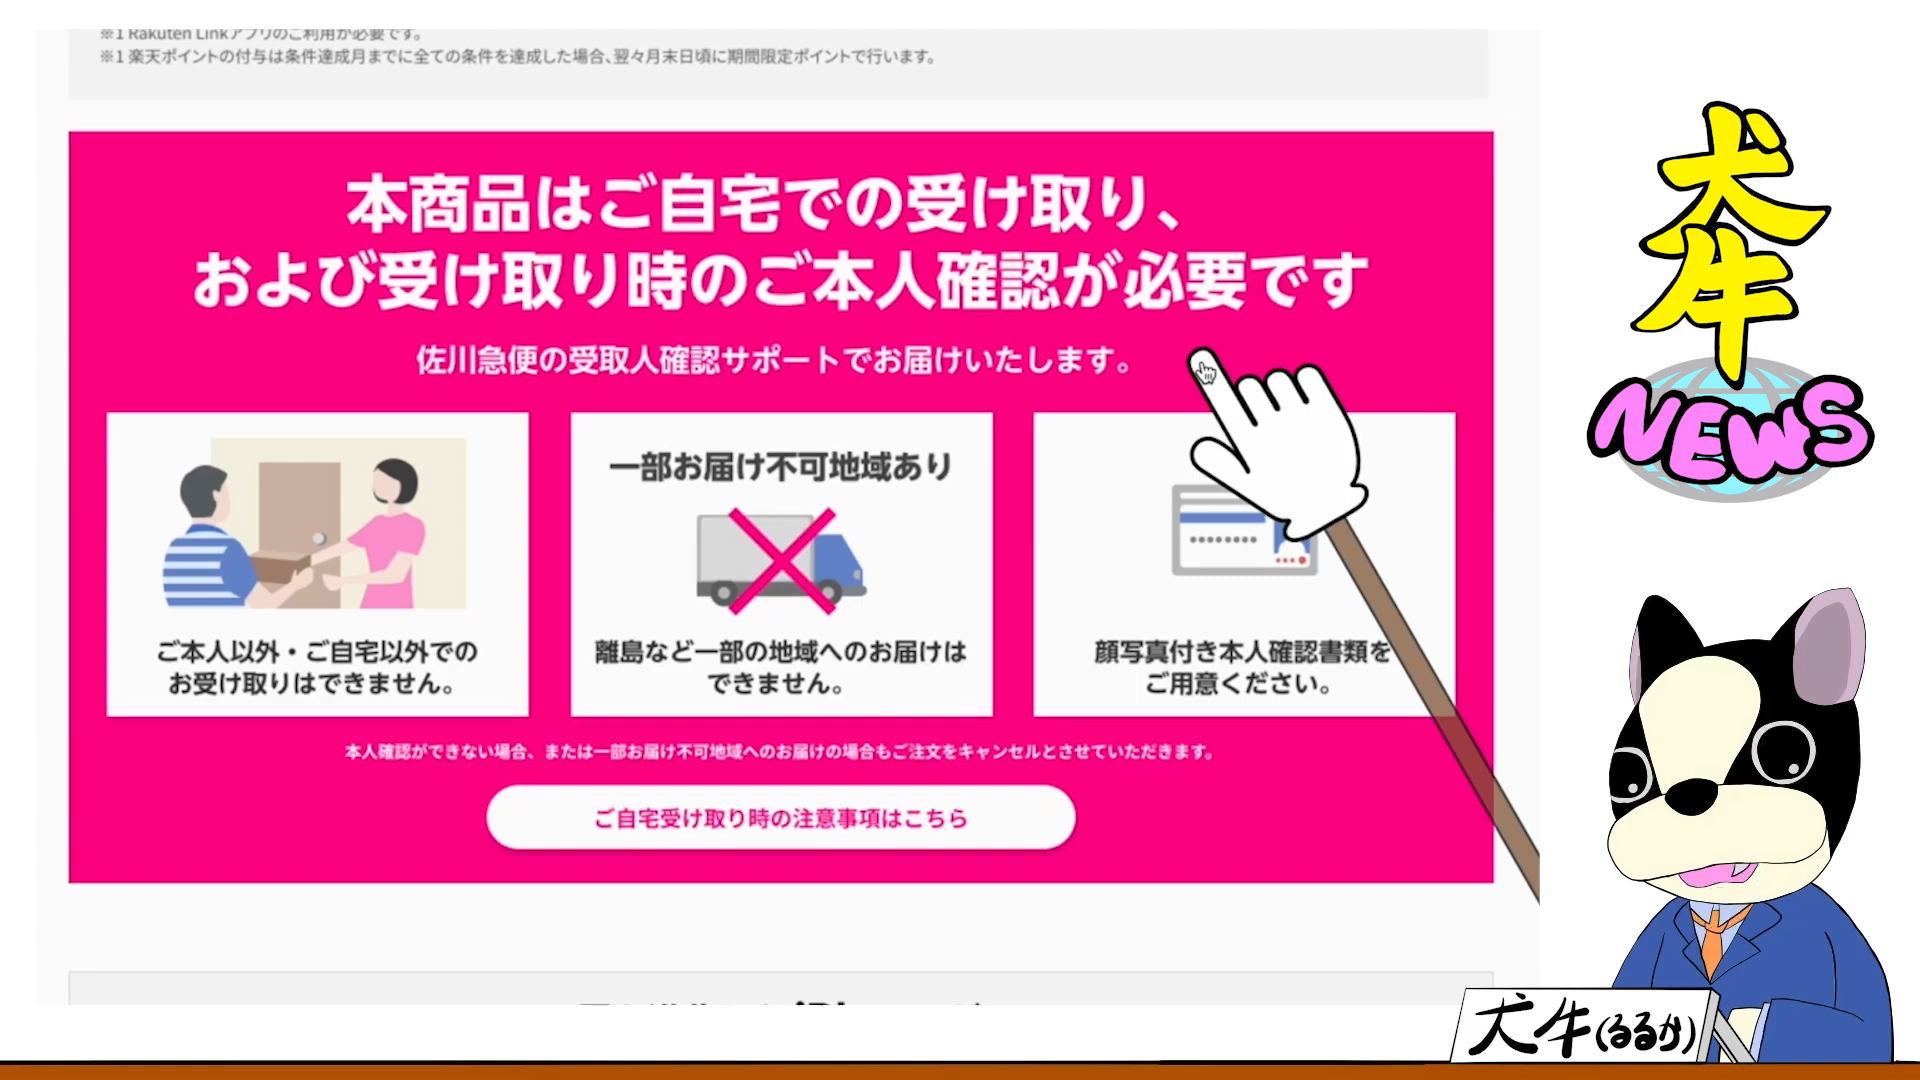 ※1 Rakuten Linkアプリのご利用が必要です。
※1 楽天ポイントの付与は条件達成月までに全ての条件を達成した場合、翌々月末日頃に期間限定ポイントで行います。
本商品はご自宅での受け取り、
および受け取り時のご本人確認が必要です
佐川急便の受取人確認サポートでお届けいたします。
ご本人以外・ご自宅以外での
お受け取りはできません。
一部お届け不可地域あり
離島など一部の地域へのお届けは
できません。
顔写真付き本人確認書類を
ご用意ください。
本人確認ができない場合、または一部お届け不可地域へのお届けの場合もご注文をキャンセルとさせていただきます。
ご自宅受け取り時の注意事項はこちら
犬牛
NEWS
犬牛(るるか)